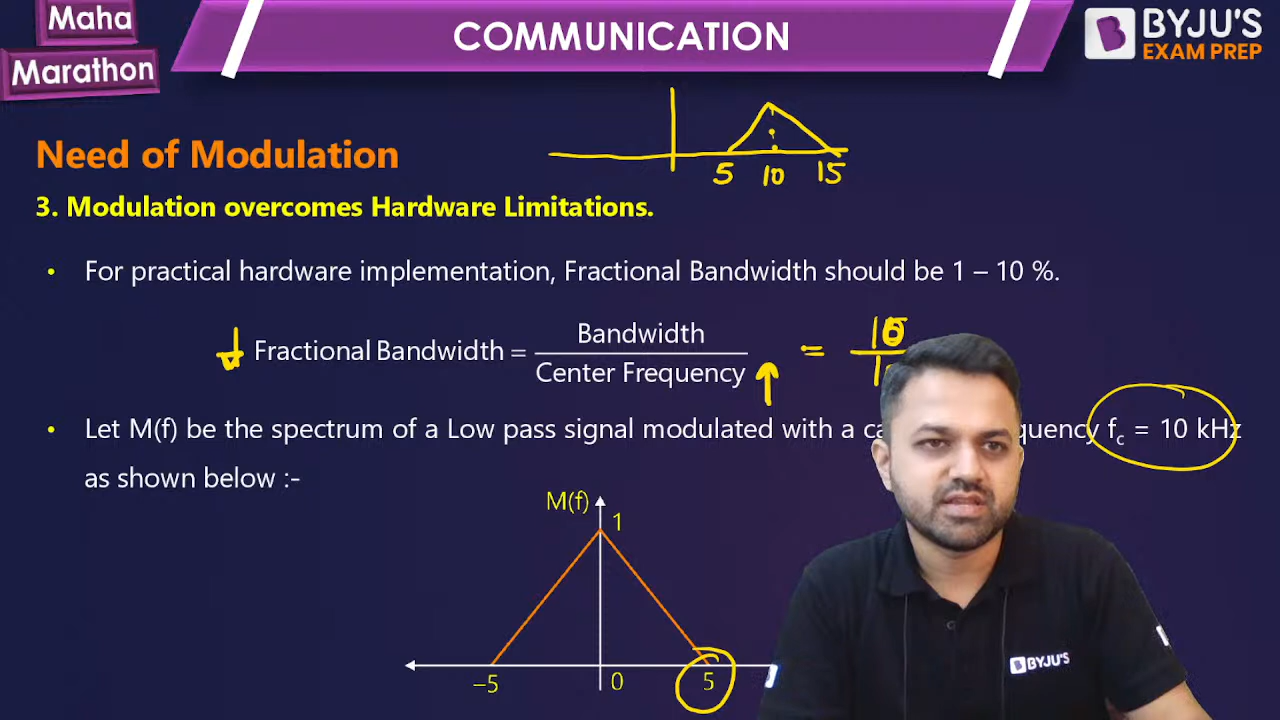 Maha
Marathon
COMMUNICATION
BYJU'S
EXAM PREP
Need of Modulation
5 10 15
3. Modulation overcomes Hardware Limitations.
• For practical hardware implementation, Fractional Bandwidth should be 1 – 10 %.
Fractional Bandwidth = Bandwidth
Center Frequency =
• Let M(f) be the spectrum of a Low pass signal modulated with a fc = 10 kHz
as shown below :-
M(f)
1
–5 0 5
BYJU'S